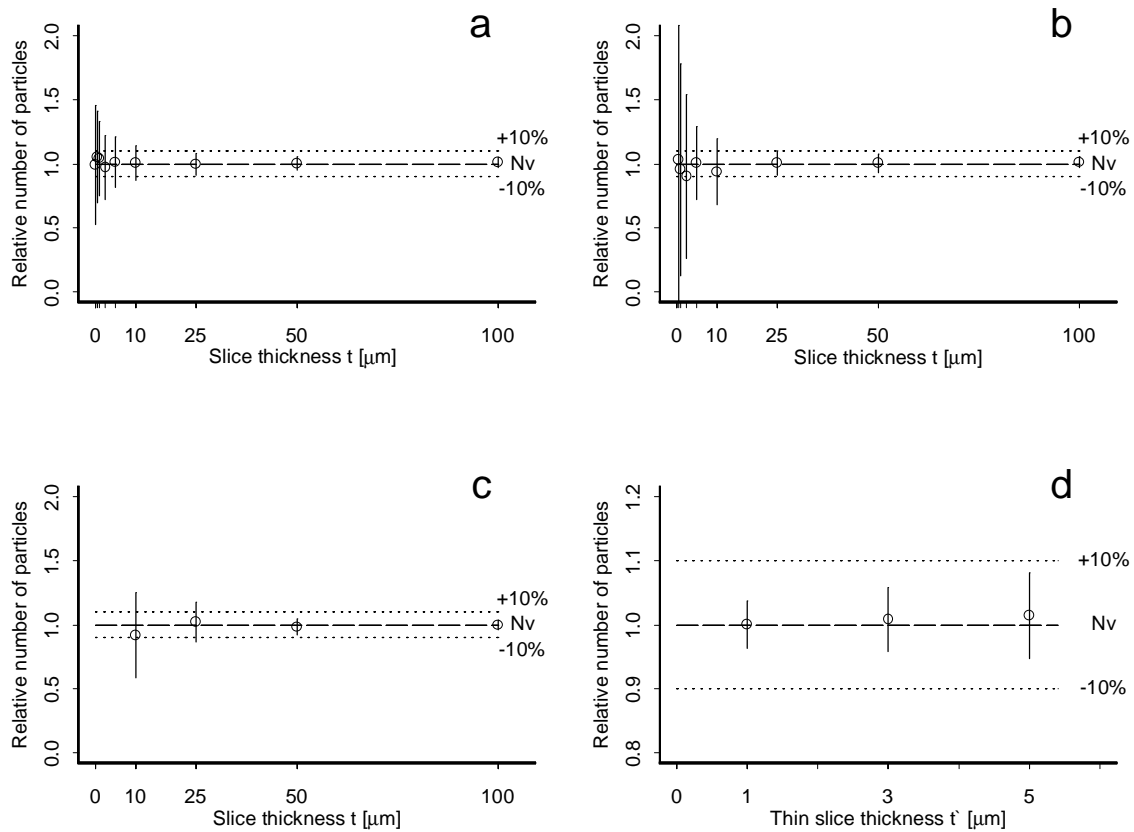 a
Relative number of particles
2.0
1.5
1.0
0.5
0.0
+10%
Nv
-10%
0 10 25 50 100
Slice thickness t [μm]
b
Relative number of particles
2.0
1.5
1.0
0.5
0.0
+10%
Nv
-10%
0 10 25 50 100
Slice thickness t [μm]
c
Relative number of particles
2.0
1.5
1.0
0.5
0.0
+10%
Nv
-10%
0 10 25 50 100
Slice thickness t [μm]
d
Relative number of particles
1.2
1.1
1.0
0.9
0.8
+10%
Nv
-10%
0 1 3 5
Thin slice thickness t` [μm]